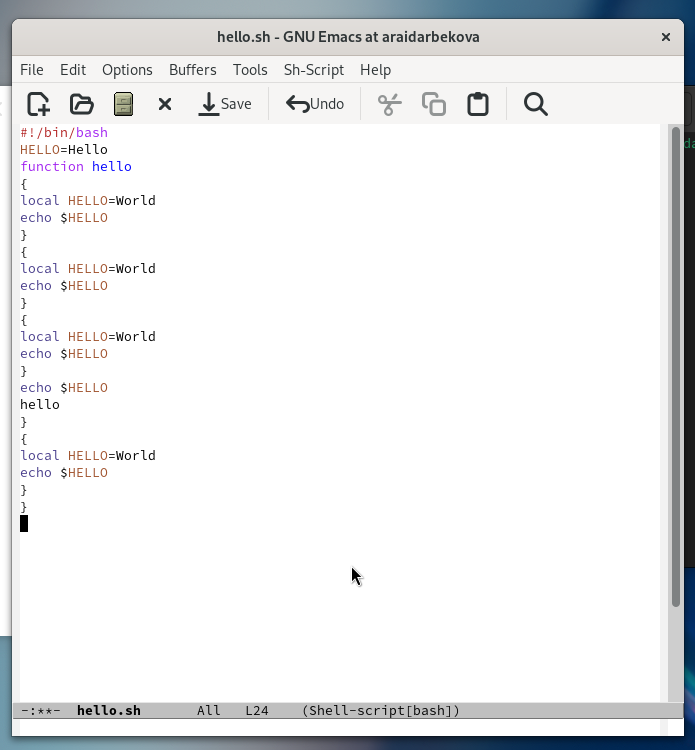 hello.sh - GNU Emacs at araidarbekova ×
File Edit Options Buffers Tools Sh-Script Help
Save Undo
#!/bin/bash
HELLO=Hello
function hello
{
local HELLO=World
echo $HELLO
}
{
local HELLO=World
echo $HELLO
}
{
local HELLO=World
echo $HELLO
}
echo $HELLO
hello
}
{
local HELLO=World
echo $HELLO
}
}
-:**- hello.sh All L24 (Shell-script[bash])